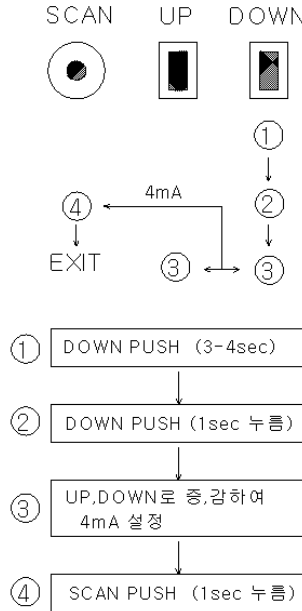 SCAN UP DOWN
①
②
4mA
④
EXIT
③ ③
① DOWN PUSH (3-4sec)
② DOWN PUSH (1sec 누름)
③ UP,DOWN로 증,감하여
4mA 설정
④ SCAN PUSH (1sec 누름)